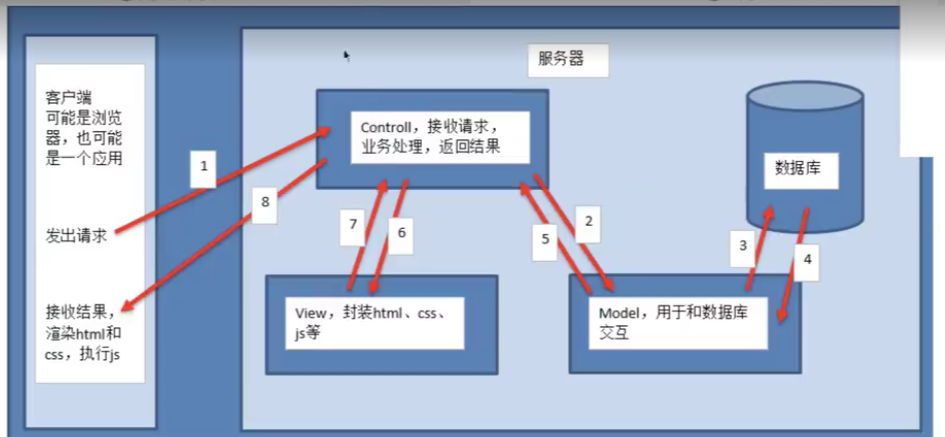 服务器
客户端
可能是浏览
器，也可能
是一个应用
发出请求
接收结果，
渲染html和
css，执行js
Controll，接收请求，
业务处理，返回结果
数据库
1
8
7
6
5
2
3
4
View，封装html、css、
js等
Model，用于和数据库
交互